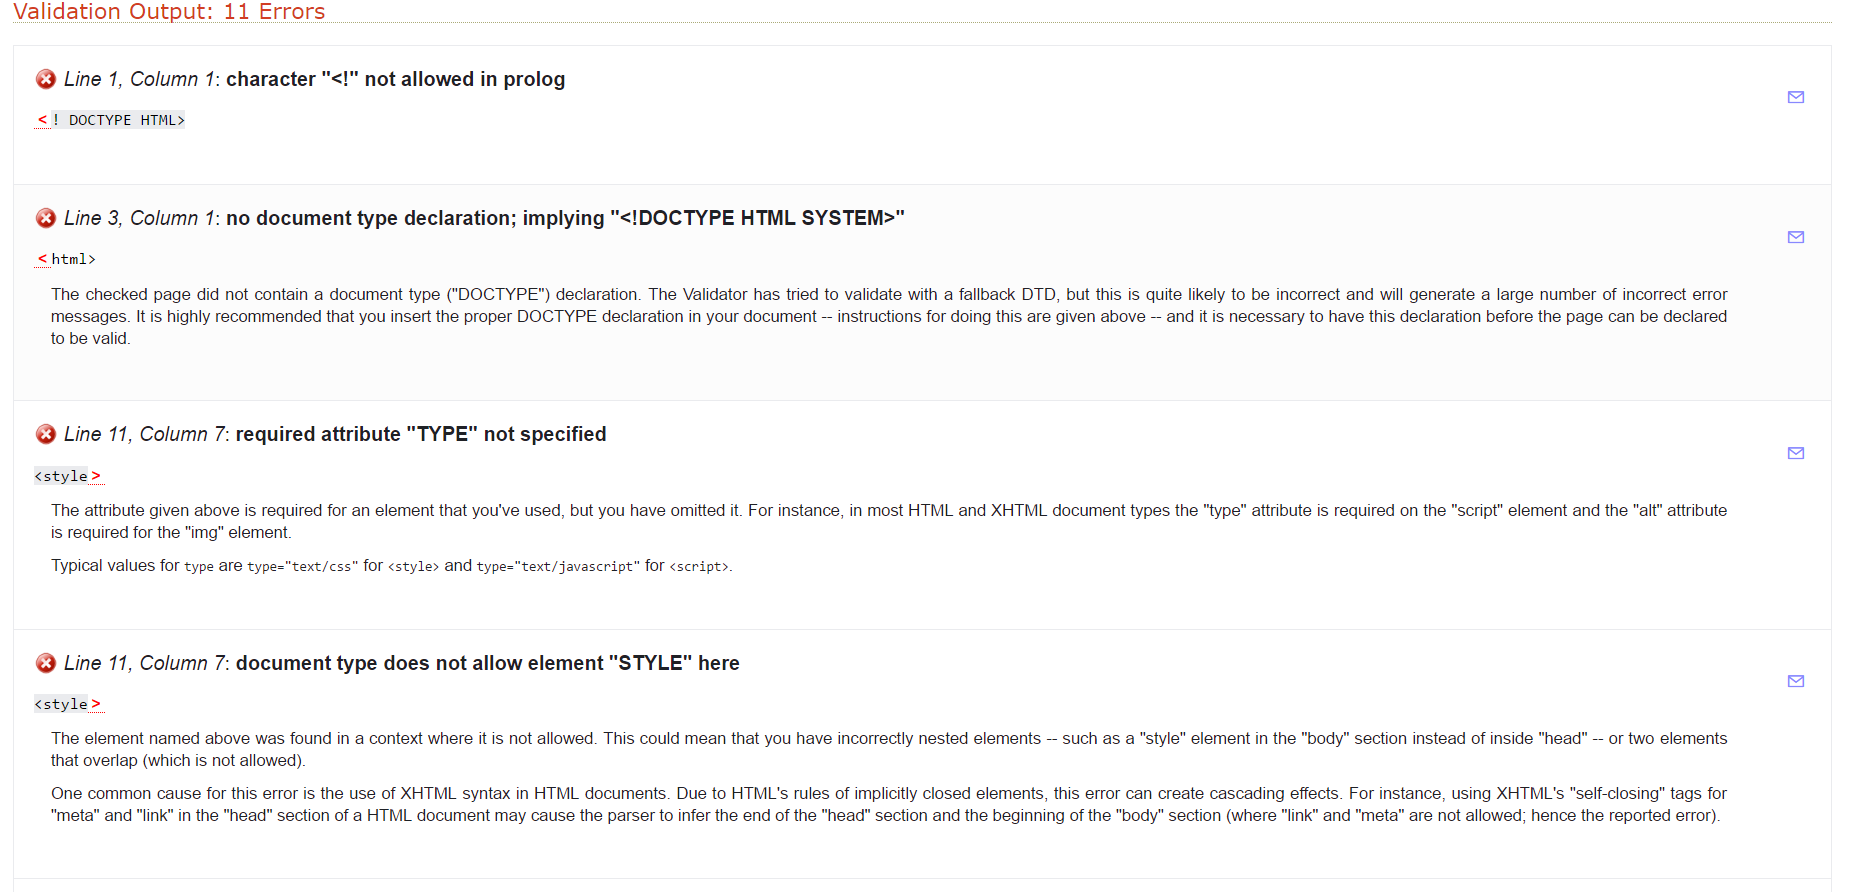 Validation Output: 11 Errors
Line 1, Column 1: character "<!" not allowed in prolog
<! DOCTYPE HTML>
Line 3, Column 1: no document type declaration; implying "<!DOCTYPE HTML SYSTEM>"
<html>
The checked page did not contain a document type ("DOCTYPE") declaration. The Validator has tried to validate with a fallback DTD, but this is quite likely to be incorrect and will generate a large number of incorrect error
messages. It is highly recommended that you insert the proper DOCTYPE declaration in your document -- instructions for doing this are given above -- and it is necessary to have this declaration before the page can be declared
to be valid.
Line 11, Column 7: required attribute "TYPE" not specified
<style>
The attribute given above is required for an element that you've used, but you have omitted it. For instance, in most HTML and XHTML document types the "type" attribute is required on the "script" element and the "alt" attribute
is required for the "img" element.
Typical values for type are type="text/css" for <style> and type="text/javascript" for <script>.
Line 11, Column 7: document type does not allow element "STYLE" here
<style>
The element named above was found in a context where it is not allowed. This could mean that you have incorrectly nested elements -- such as a "style" element in the "body" section instead of inside "head" -- or two elements
that overlap (which is not allowed).
One common cause for this error is the use of XHTML syntax in HTML documents. Due to HTML's rules of implicitly closed elements, this error can create cascading effects. For instance, using XHTML's "self-closing" tags for
"meta" and "link" in the "head" section of a HTML document may cause the parser to infer the end of the "head" section and the beginning of the "body" section (where "link" and "meta" are not allowed; hence the reported error).